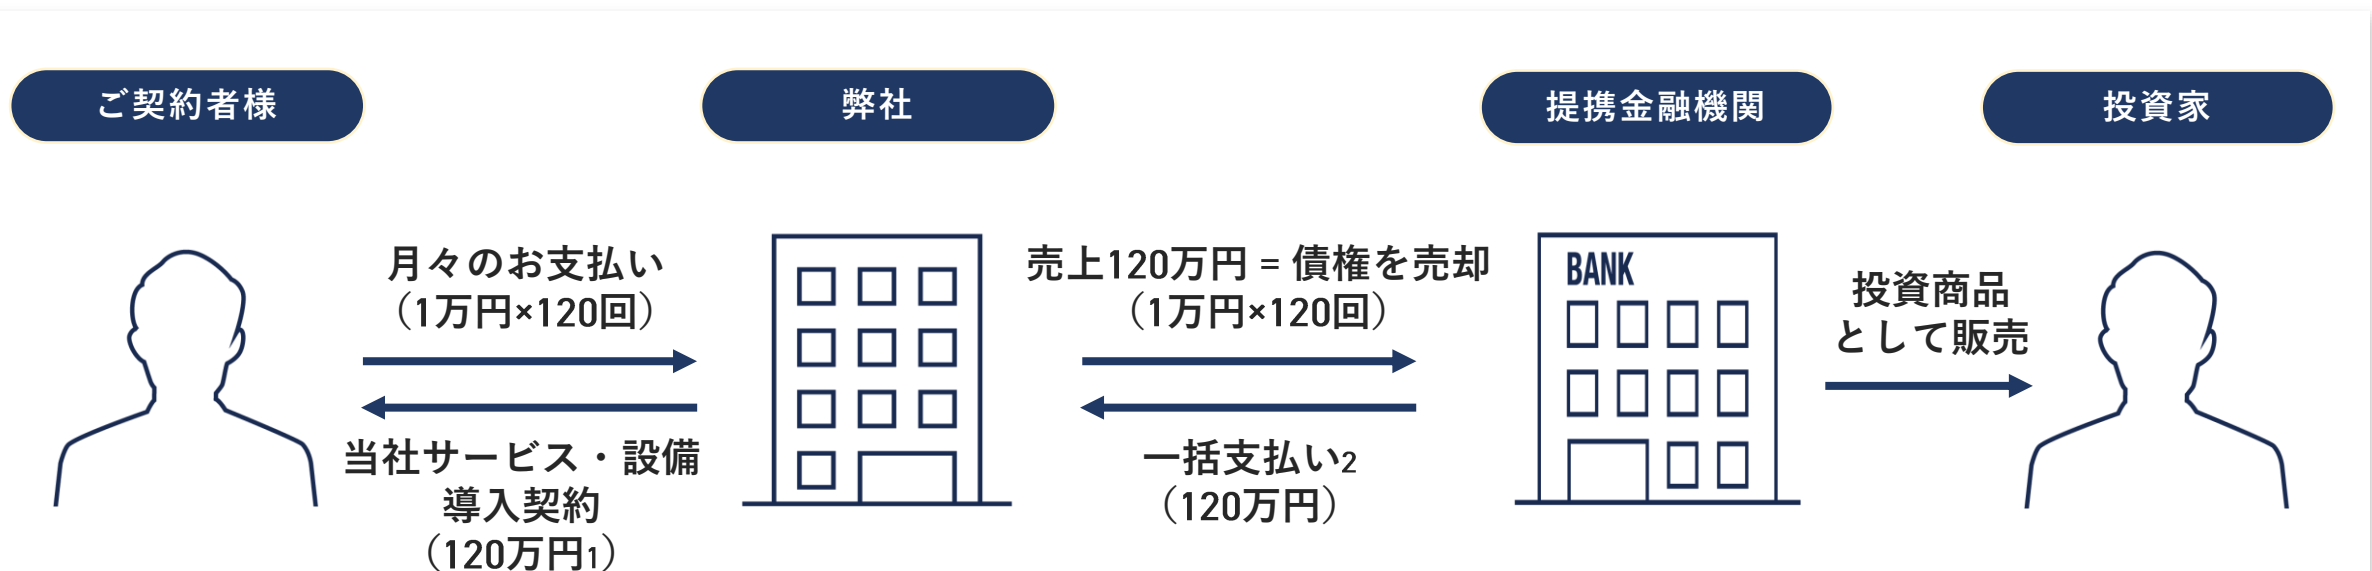 ご契約者様
弊社
提携金融機関
投資家
月々のお支払い
（1万円×120回）
当社サービス・設備
導入契約
（120万円1）
売上120万円 = 債権を売却
（1万円×120回）
一括支払い2
（120万円）
BANK
投資商品
として販売